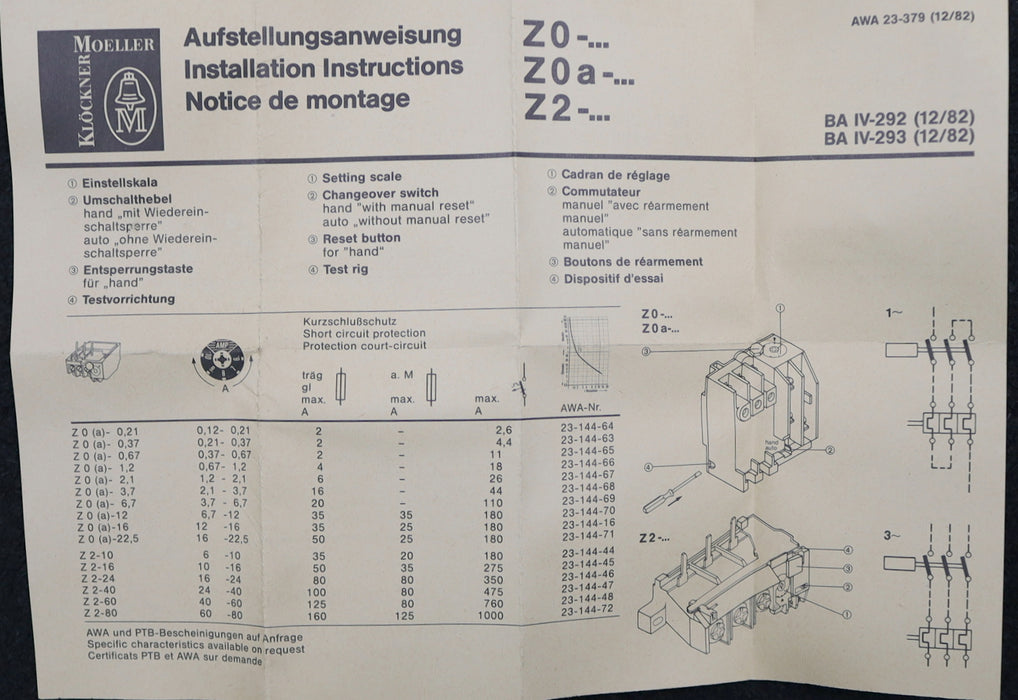 KLÖCKNER
MOELLER
M
Aufstellungsanweisung
Installation Instructions
Notice de montage
Z0-...
Z0a-...
Z2-...
AWA 23-379 (12/82)
BA IV-292 (12/82)
BA IV-293 (12/82)
① Einstellskala
② Umschalthebel
hand „mit Wiederein-
schaltsperre”
auto „ohne Wiederein-
schaltsperre”
③ Entsperrungstaste
für „hand”
④ Testvorrichtung
① Setting scale
② Changeover switch
hand "with manual reset"
auto „without manual reset”
③ Reset button
for "hand"
④ Test rig
① Cadran de réglage
② Commutateur
manuel "avec réarmement
manuel"
automatique "sans réarmement
manuel"
③ Boutons de réarmement
④ Dispositif d'essai
Kurzschlußschutz
Short circuit protection
Protection court-circuit
AMP
A
träg
gl
max.
A
a. M
max.
A
max.
A
AWA-Nr.
Z 0 (a)- 0,21 0,12- 0,21 2 – 2,6 23-144-64
Z 0 (a)- 0,37 0,21- 0,37 2 – 4,4 23-144-63
Z 0 (a)- 0,67 0,37- 0,67 2 – 11 23-144-65
Z 0 (a)- 1,2 0,67- 1,2 4 – 18 23-144-66
Z 0 (a)- 2,1 1,2 - 2,1 6 – 26 23-144-67
Z 0 (a)- 3,7 2,1 - 3,7 16 – 44 23-144-68
Z 0 (a)- 6,7 3,7 - 6,7 20 – 110 23-144-69
Z 0 (a)-12 6,7 -12 35 35 180 23-144-70
Z 0 (a)-16 12 -16 35 25 180 23-144-16
Z 0 (a)-22,5 16 -22,5 50 25 180 23-144-71
Z 2-10 6 -10 35 20 180 23-144-44
Z 2-16 10 -16 50 35 275 23-144-45
Z 2-24 16 -24 80 80 350 23-144-46
Z 2-40 24 -40 100 80 475 23-144-47
Z 2-60 40 -60 125 80 760 23-144-48
Z 2-80 60 -80 160 125 1000 23-144-72
AWA und PTB-Bescheinigungen auf Anfrage
Specific characteristics available on request
Certificats PTB et AWA sur demande
Z0-...
Z0a-...
①
③
hand
auto
②
④
Z2-...
④
③
②
①
1~
3~